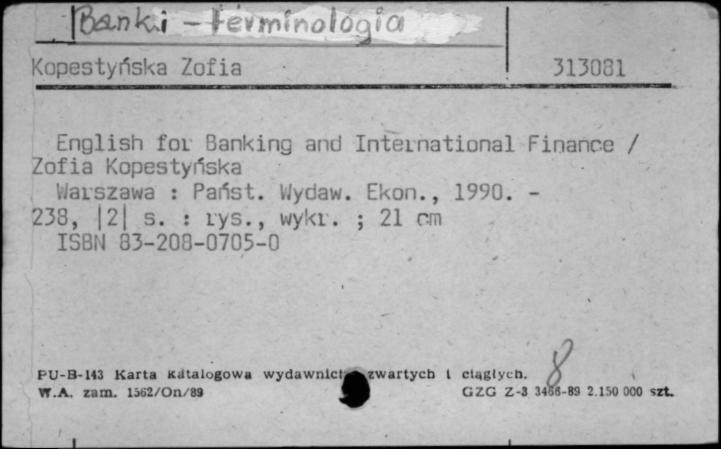 Banki - terminologia
Kopestyńska Zofia 313081
English for Banking and International Finance /
Zofia Kopestyńska
Warszawa : Państ. Wydaw. Ekon., 1990. -
238, |2| s. : rys., wykr. ; 21 cm
ISBN 83-208-0705-0
8
PU-B-143 Karta katalogowa wydawnictw zwartych i ciągłych.
W.A. zam. 1562/On/89 GZG Z-3 3466-89 2.150 000 szt.